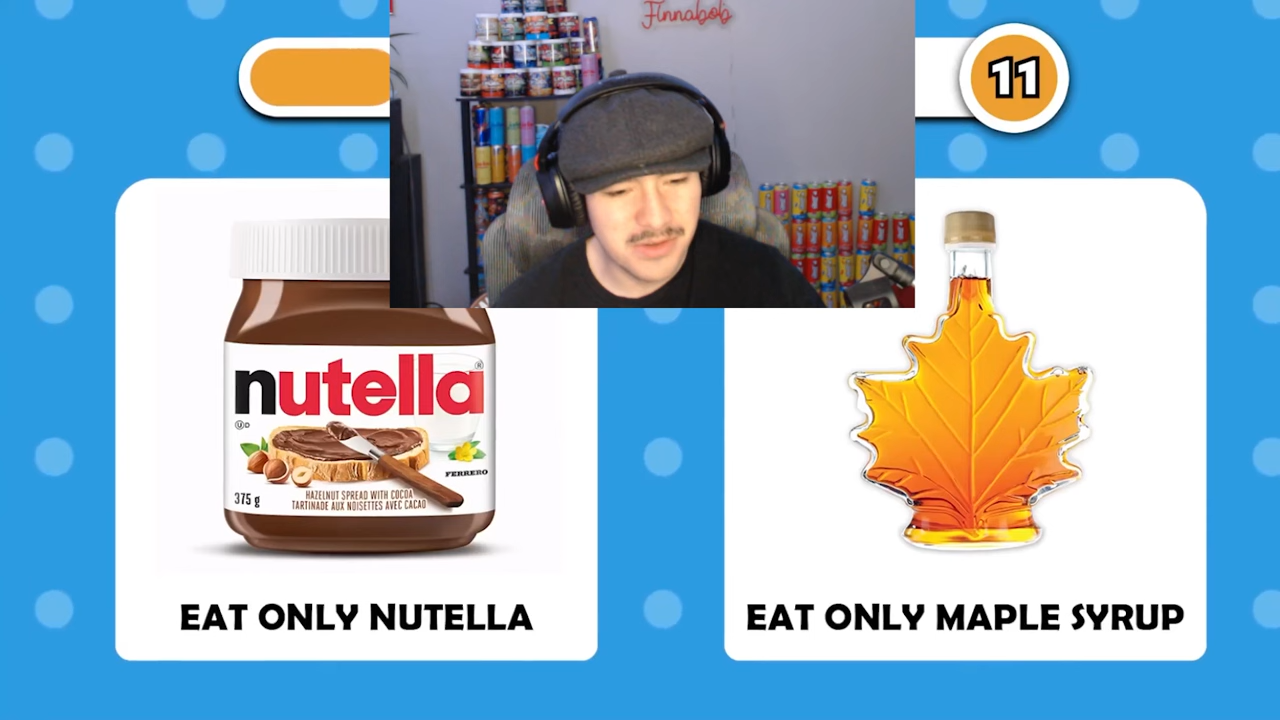 Finnabob
11
nutella®
FERRERO
375 g
HAZELNUT SPREAD WITH COCOA
TARTINADE AUX NOISETTES AVEC CACAO
EAT ONLY NUTELLA
EAT ONLY MAPLE SYRUP